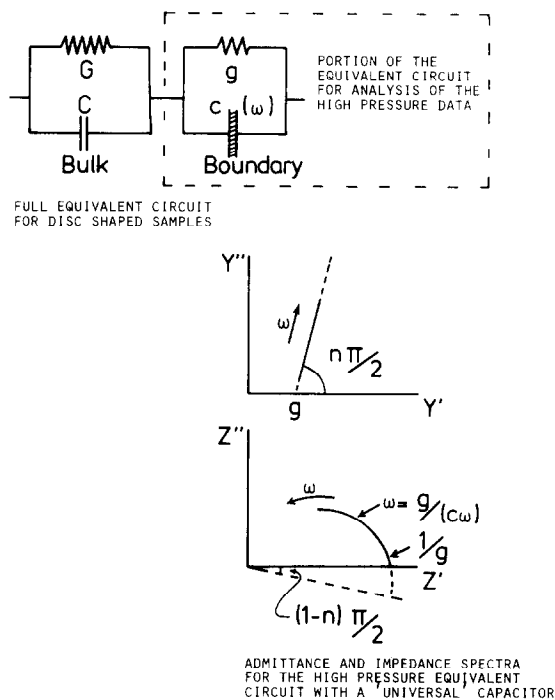 G
C
Bulk
g
c (ω)
Boundary
PORTION OF THE
EQUIVALENT CIRCUIT
FOR ANALYSIS OF THE
HIGH PRESSURE DATA
FULL EQUIVALENT CIRCUIT
FOR DISC SHAPED SAMPLES
Y"
ω
nπ/2
g
Y'
Z"
ω
ω= g/(cω)
1/g
Z'
(1-n) π/2
ADMITTANCE AND IMPEDANCE SPECTRA
FOR THE HIGH PRESSURE EQUIVALENT
CIRCUIT WITH A 'UNIVERSAL' CAPACITOR